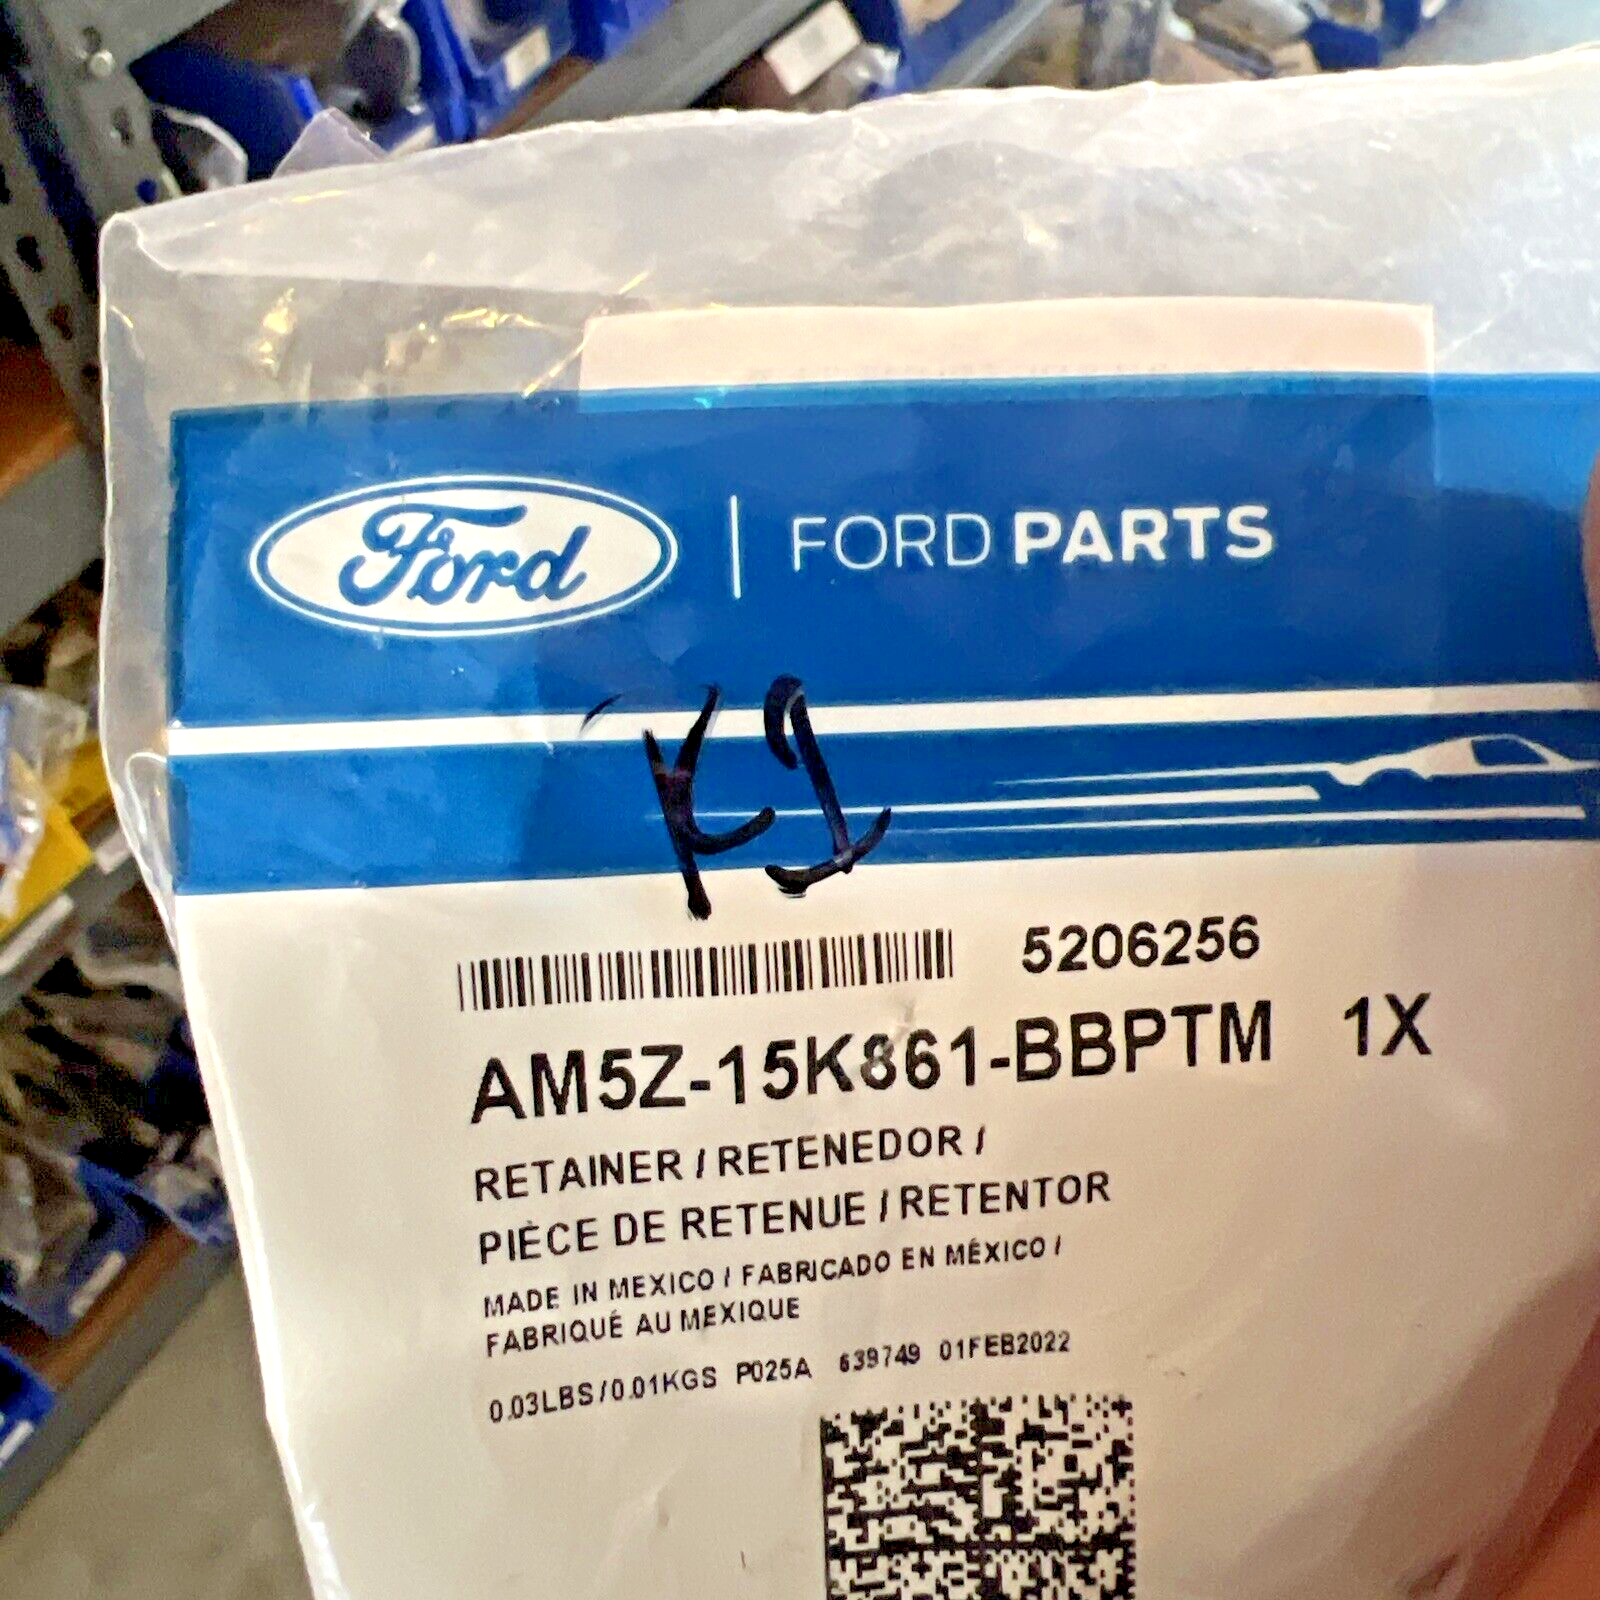 Ford | FORD PARTS
K1
5206256
AM5Z-15K861-BBPTM 1X
RETAINER / RETENEDOR /
PIÈCE DE RETENUE / RETENTOR
MADE IN MEXICO / FABRICADO EN MÉXICO /
FABRIQUÉ AU MEXIQUE
0.03LBS/0.01KGS P025A 639749 01FEB2022